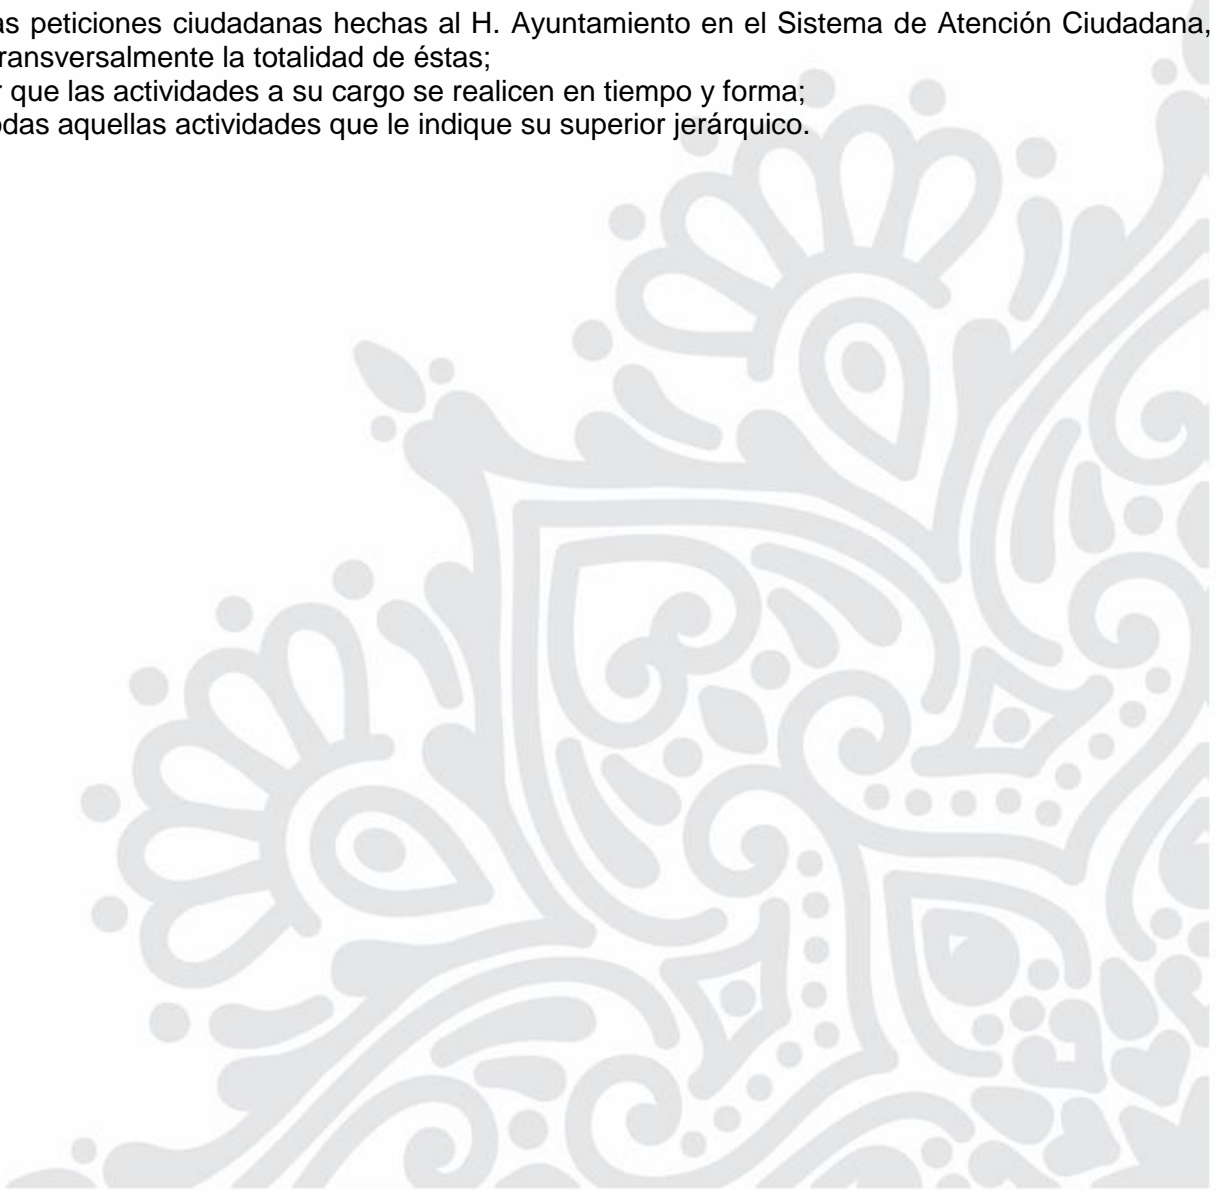 as peticiones ciudadanas hechas al H. Ayuntamiento en el Sistema de Atención Ciudadana,
ransversalmente la totalidad de éstas;
r que las actividades a su cargo se realicen en tiempo y forma;
odas aquellas actividades que le indique su superior jerárquico.